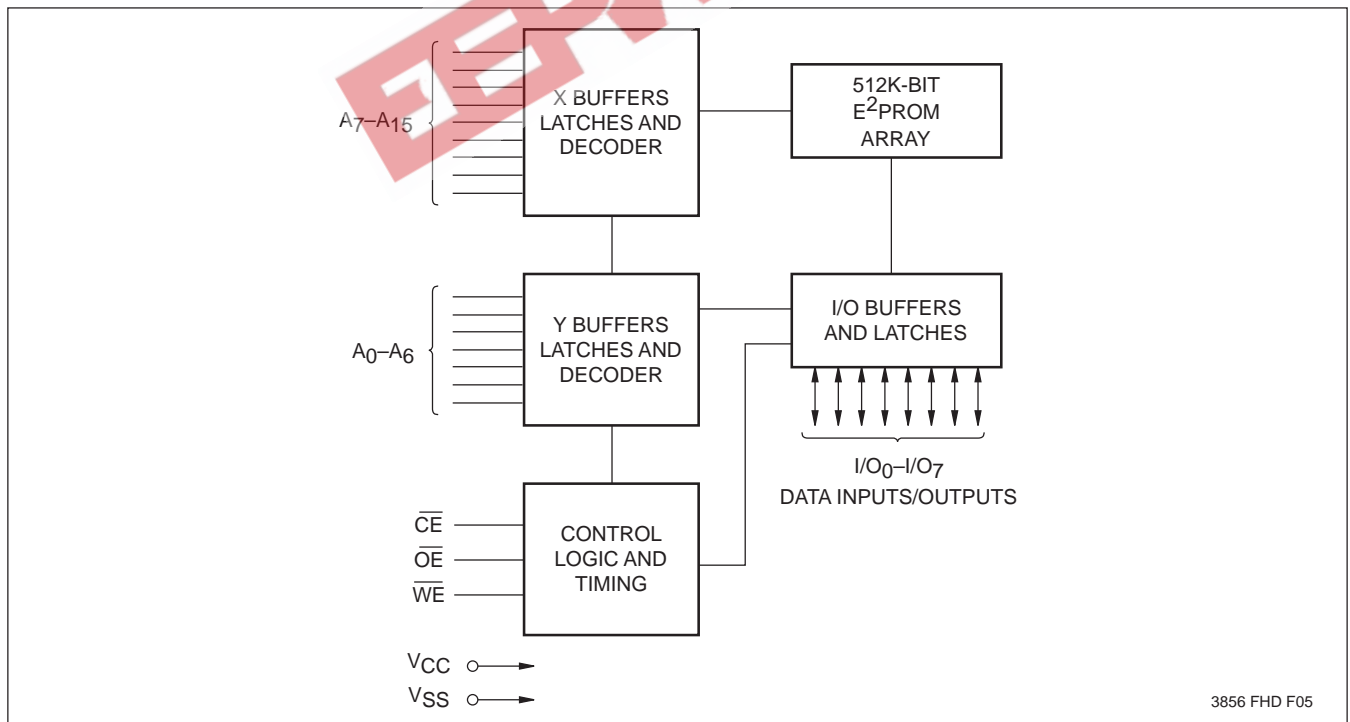 A7–A15
X BUFFERS
LATCHES AND
DECODER
512K-BIT
E2PROM
ARRAY
A0–A6
Y BUFFERS
LATCHES AND
DECODER
I/O BUFFERS
AND LATCHES
I/O0–I/O7
DATA INPUTS/OUTPUTS
CE
OE
WE
CONTROL
LOGIC AND
TIMING
VCC
VSS
3856 FHD F05